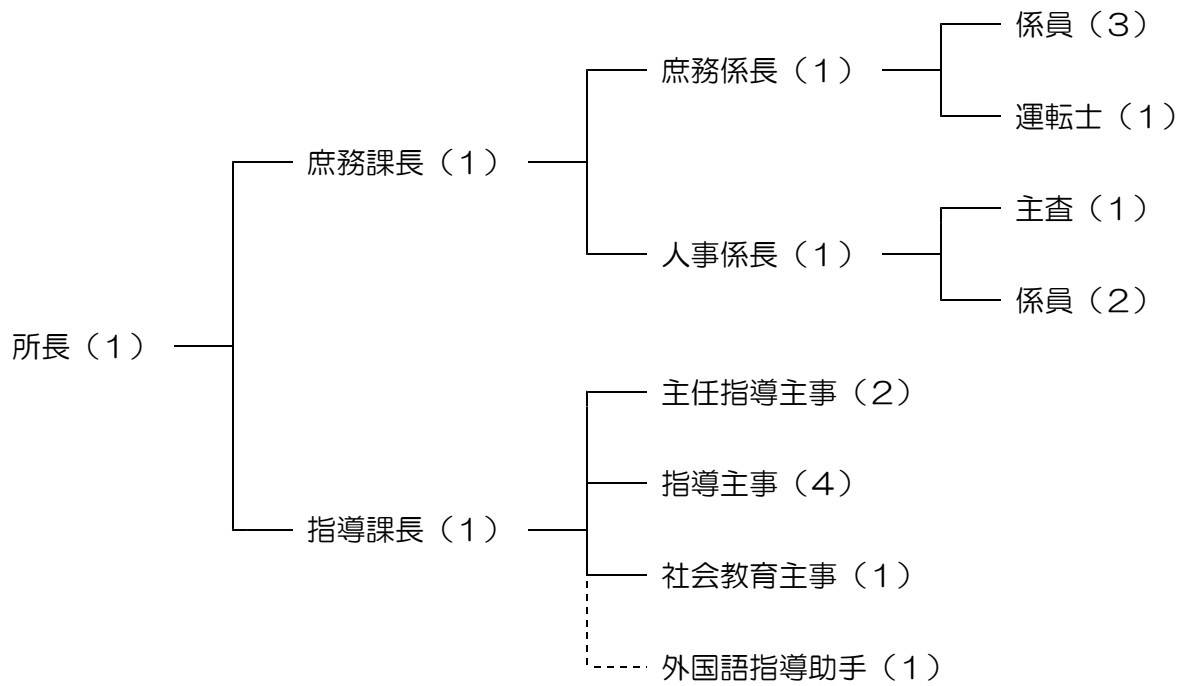 係員（３）
庶務係長（１）
運転士（１）
庶務課長（１）
主査（１）
人事係長（１）
係員（２）
所長（１）
主任指導主事（２）
指導主事（４）
指導課長（１）
社会教育主事（１）
外国語指導助手（１）